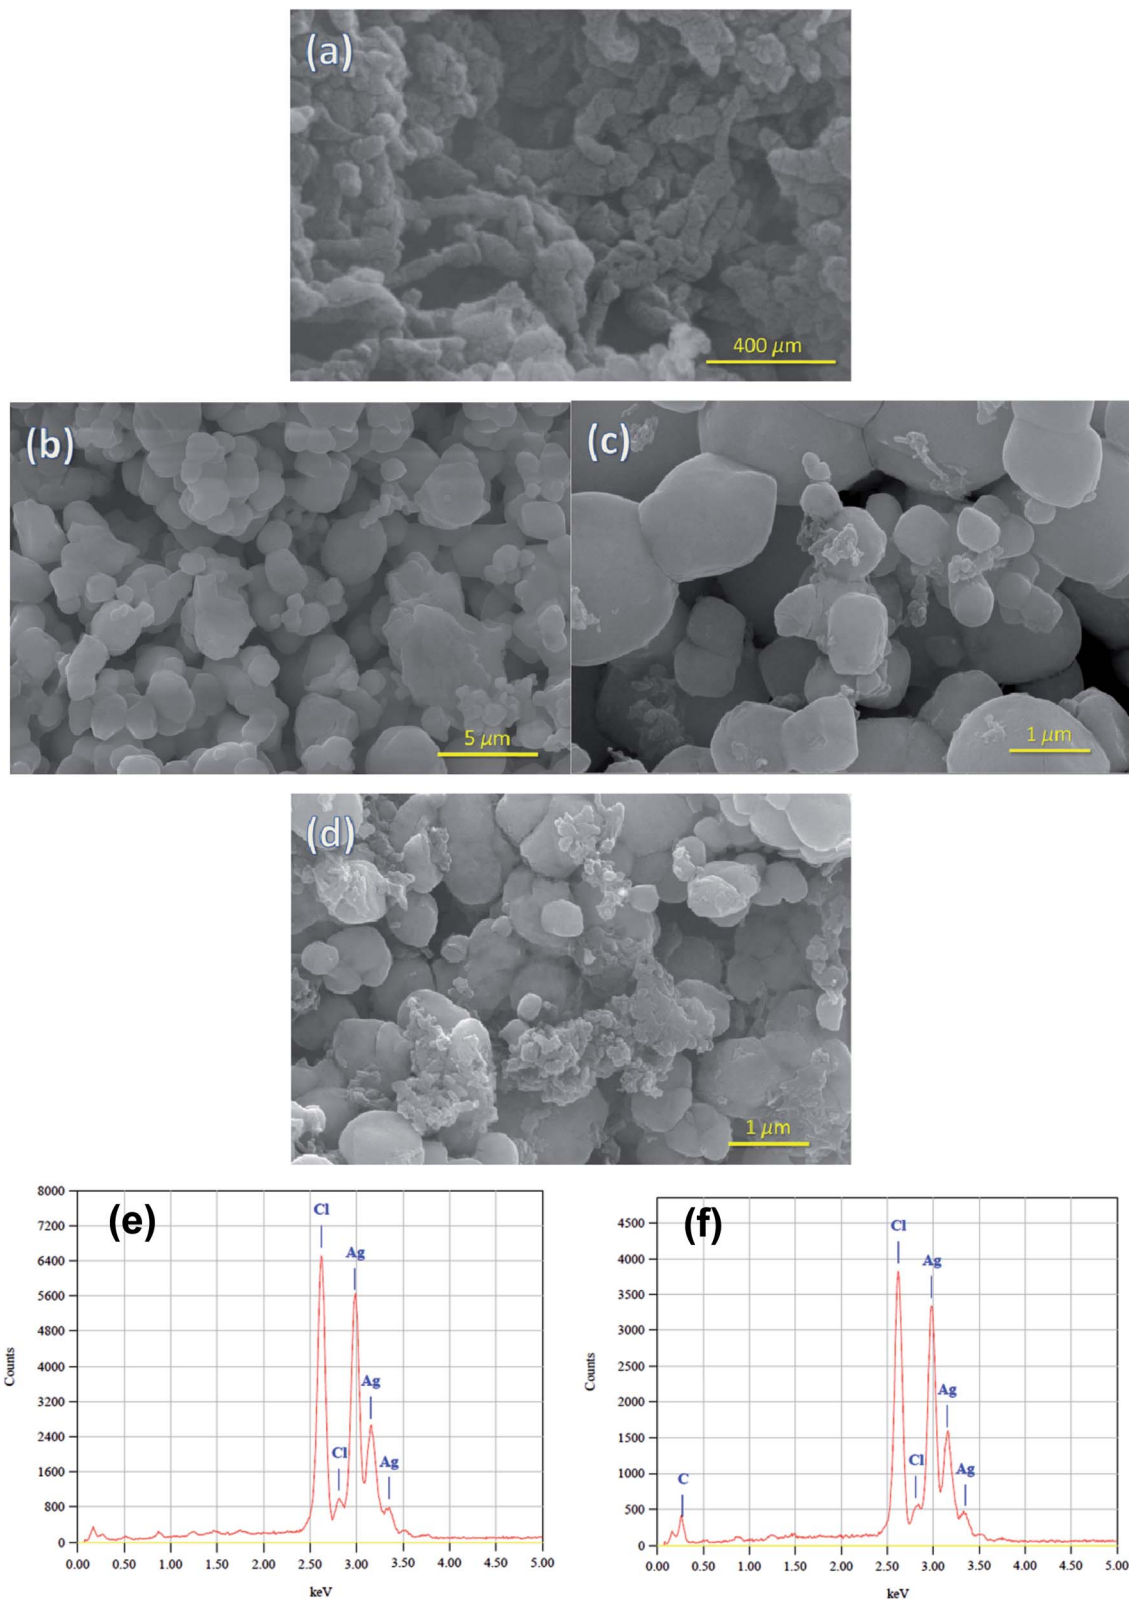 (a)
400 μm
(b)
5 μm
(c)
1 μm
(d)
1 μm
(e)
8000
7200
6400
5600
4800
4000
3200
2400
1600
800
0
Counts
Cl
Ag
Ag
Cl
Ag
0.00 0.50 1.00 1.50 2.00 2.50 3.00 3.50 4.00 4.50 5.00
keV
(f)
4500
4000
3500
3000
2500
2000
1500
1000
500
0
Counts
Cl
Ag
Ag
Cl
Ag
C
0.00 0.50 1.00 1.50 2.00 2.50 3.00 3.50 4.00 4.50 5.00
keV